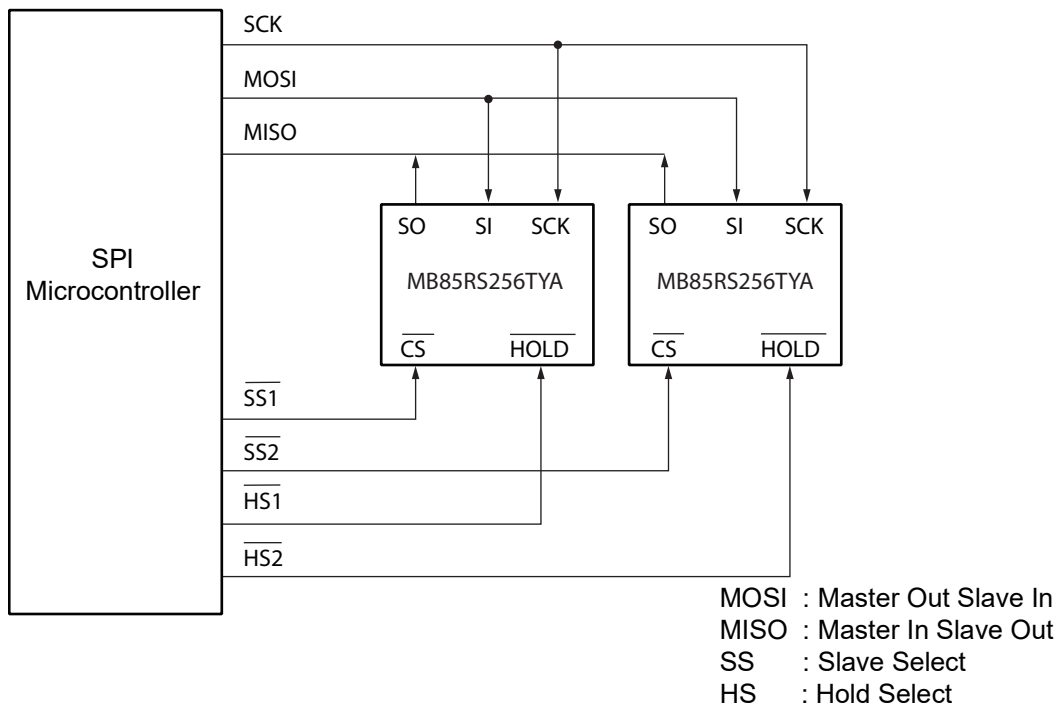 SCK
MOSI
MISO
SO SI SCK
MB85RS256TYA
CS HOLD
SO SI SCK
MB85RS256TYA
CS HOLD
SPI
Microcontroller
SS1
SS2
HS1
HS2
MOSI : Master Out Slave In
MISO : Master In Slave Out
SS : Slave Select
HS : Hold Select